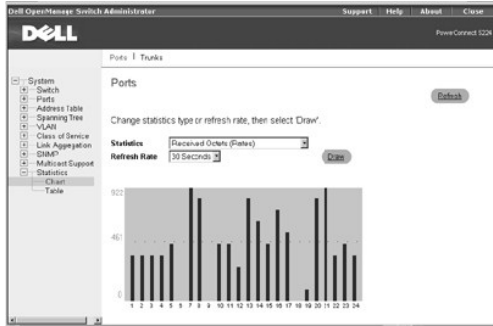 Dell OpenManage Switch Administrator
Support Help About Close
DELL
PowerConnect 5224
Ports | Trunks
System
Switch
Ports
Address Table
Spanning Tree
VLAN
Class of Service
Link Aggregation
SNMP
Multicast Support
Statistics
Chart
Table
Ports
Refresh
Change statistics type or refresh rate, then select 'Draw'.
Statistics Received Octets (Rates)
Refresh Rate 30 Seconds
Draw
922
461
0
1 2 3 4 5 6 7 8 9 10 11 12 13 14 15 16 17 18 19 20 21 22 23 24